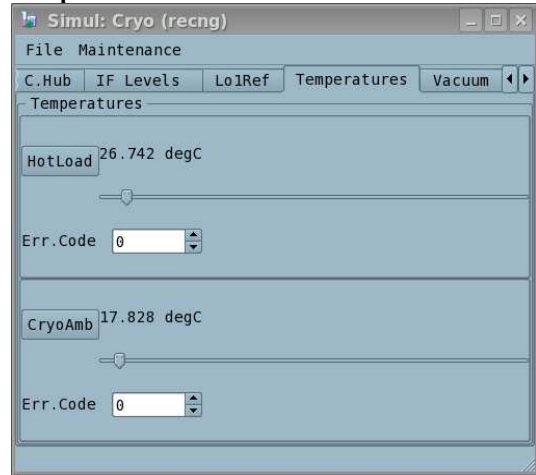 Simul: Cryo (recng)
File Maintenance
C.Hub IF Levels Lo1Ref Temperatures Vacuum
Temperatures
HotLoad 26.742 degC
Err.Code 0
CryoAmb 17.828 degC
Err.Code 0